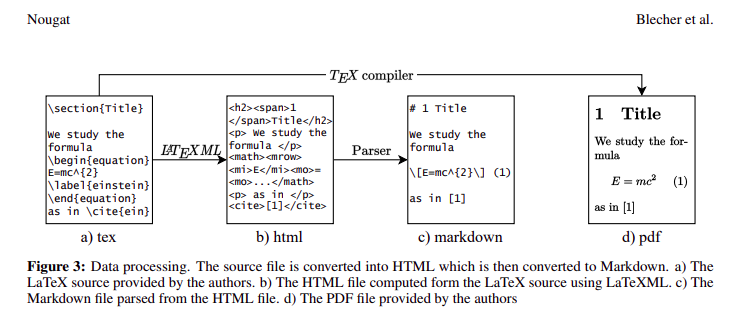 Nougat
Blecher et al.
TEX compiler
\section{Title}
We study the
formula
\begin{equation}
E=mc^{2}
\label{einstein}
\end{equation}
as in \cite{ein}
LATEXML
<h2><span>1
</span>Title</h2>
<p> We study the
formula </p>
<math><mrow>
<mi>E</mi><mo>=
<mo>...</math>
<p> as in </p>
<cite>[1]</cite>
Parser
# 1 Title
We study the
formula
\[E=mc^{2}\] (1)
as in [1]
1 Title
We study the for-
mula
E = mc² (1)
as in [1]
a) tex
b) html
c) markdown
d) pdf
Figure 3: Data processing. The source file is converted into HTML which is then converted to Markdown. a) The
LaTeX source provided by the authors. b) The HTML file computed form the LaTeX source using LaTeXML. c) The
Markdown file parsed from the HTML file. d) The PDF file provided by the authors